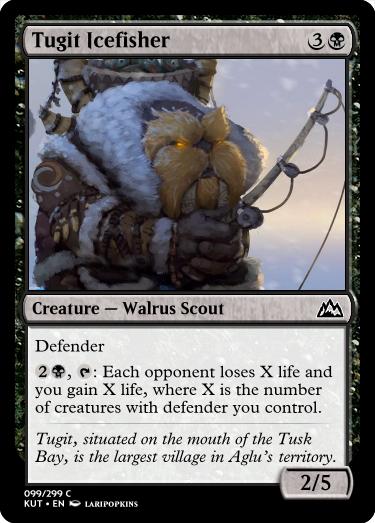 Tugit Icefisher 3
Creature — Walrus Scout
Defender
2, : Each opponent loses X life and
you gain X life, where X is the number
of creatures with defender you control.
Tugit, situated on the mouth of the Tusk
Bay, is the largest village in Aglu's territory.
2/5
099/299 C
KUT • EN LARIPOPKINS